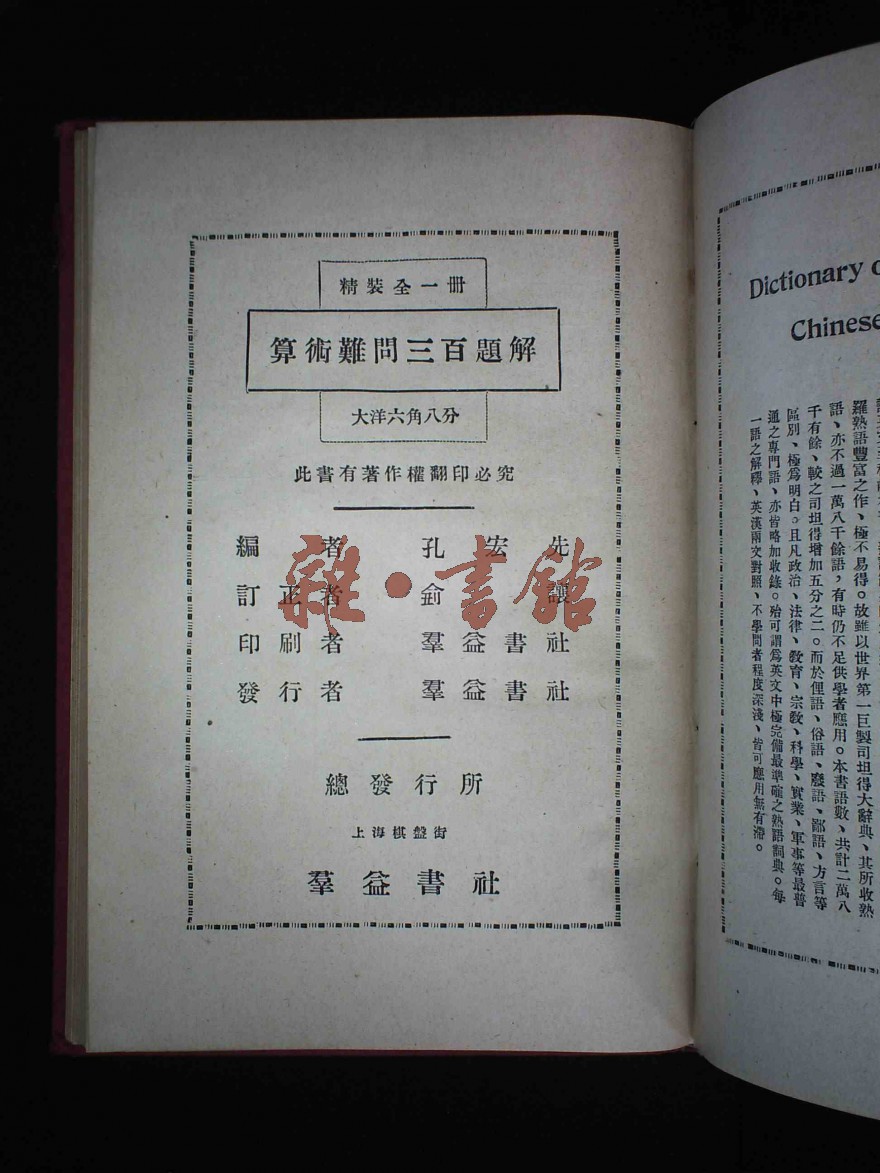 精裝全一册
算術難問三百題解
大洋六角八分
此書有著作權翻印必究
編者 孔宏先
訂正者 讓
印刷者 羣益書社
發行者 羣益書社
總發行所
上海棋盤街
羣益書社
雜·書館
Dictionary
Chinese
羅熟語豐富之作、極不易得。故雖以世界第一巨製司坦得大辭典、其所收熟
語、亦不過一萬八千餘語，有時仍不足供學者應用。本書語數、共計二萬八
千有餘、較之司坦得增加五分之二。而於俚語、俗語、廢語、鄙語、方言等
區別、極爲明白。且凡政治、法律、敎育、宗敎、科學、實業、軍事等最普
通之專門語、亦皆略加收錄。始可謂爲英文中極完備最準確之熟語詞典。每
一語之解釋、英漢兩次對照、不學問者程度深淺、皆可應用無有滯。